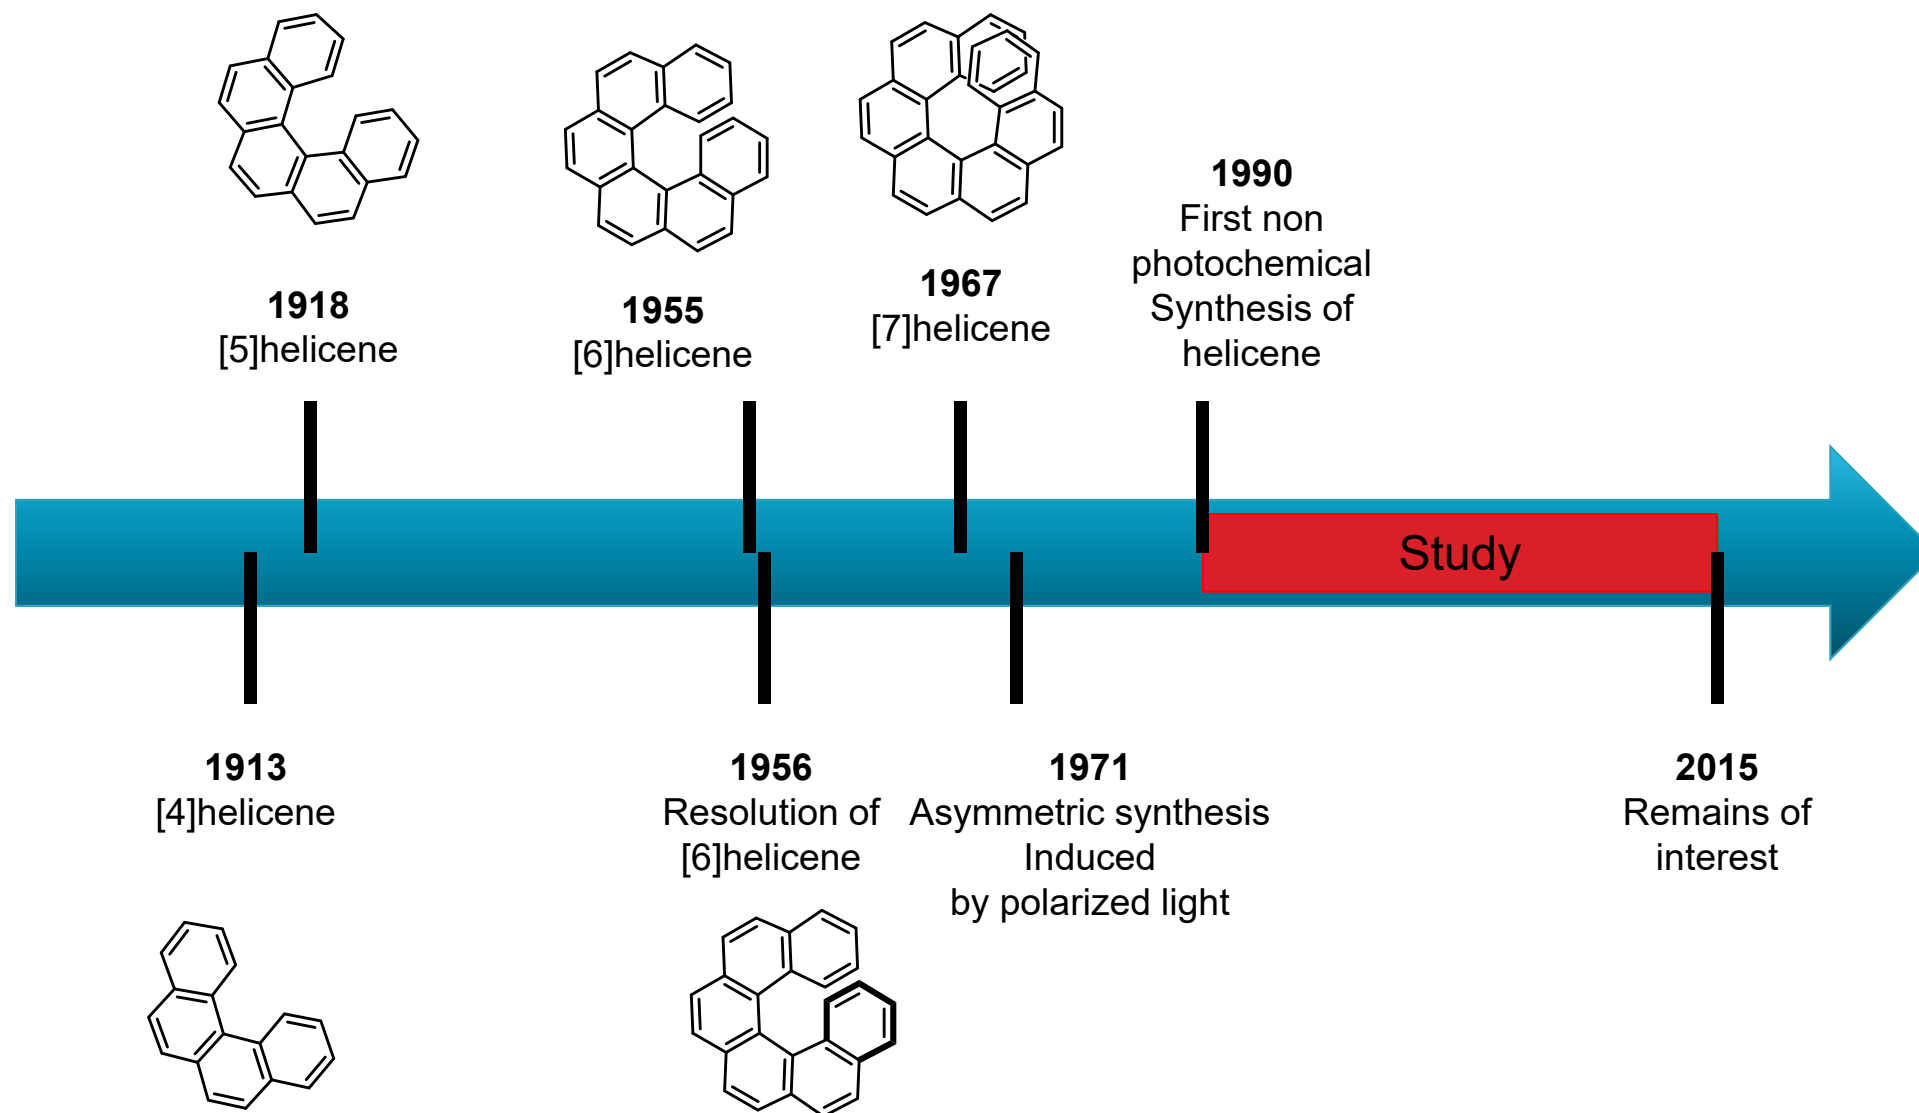 1918
[5]helicene
1955
[6]helicene
1967
[7]helicene
1990
First non
photochemical
Synthesis of
helicene
Study
1913
[4]helicene
1956
Resolution of
[6]helicene
1971
Asymmetric synthesis
Induced
by polarized light
2015
Remains of
interest